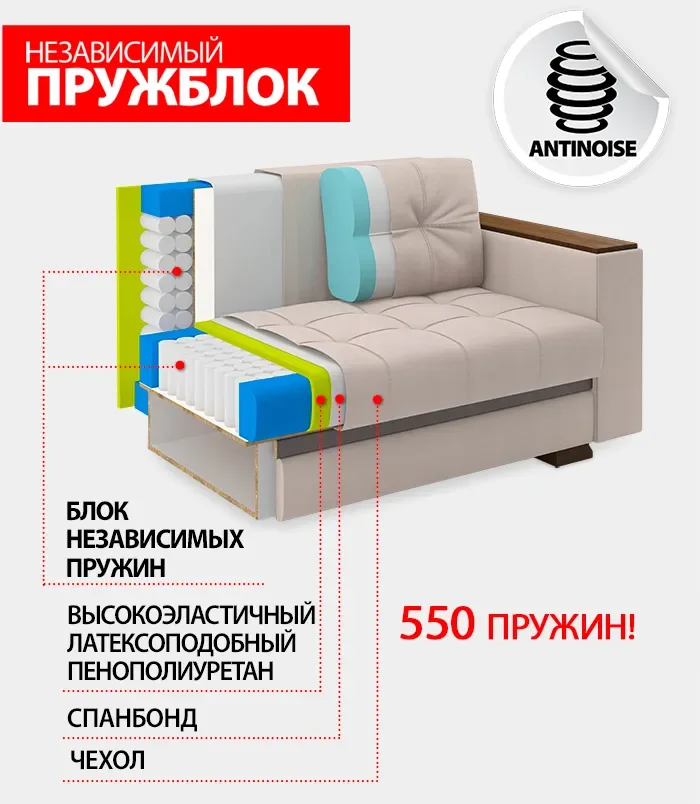 НЕЗАВИСИМЫЙ
ПРУЖБЛОК
ANTINOISE
БЛОК
НЕЗАВИСИМЫХ
ПРУЖИН
ВЫСОКОЭЛАСТИЧНЫЙ
ЛАТЕКСОПОДОБНЫЙ
ПЕНОПОЛИУРЕТАН
550 ПРУЖИН!
СПАНБОНД
ЧЕХОЛ